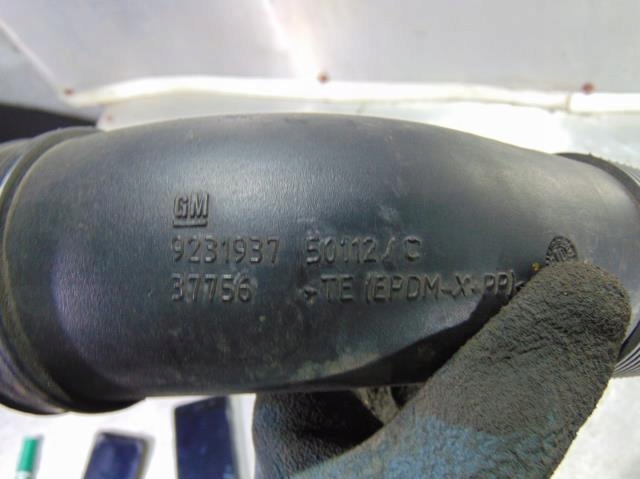 GM
9231937 50112/C
37756 >TE (EPDM-X-PP)<